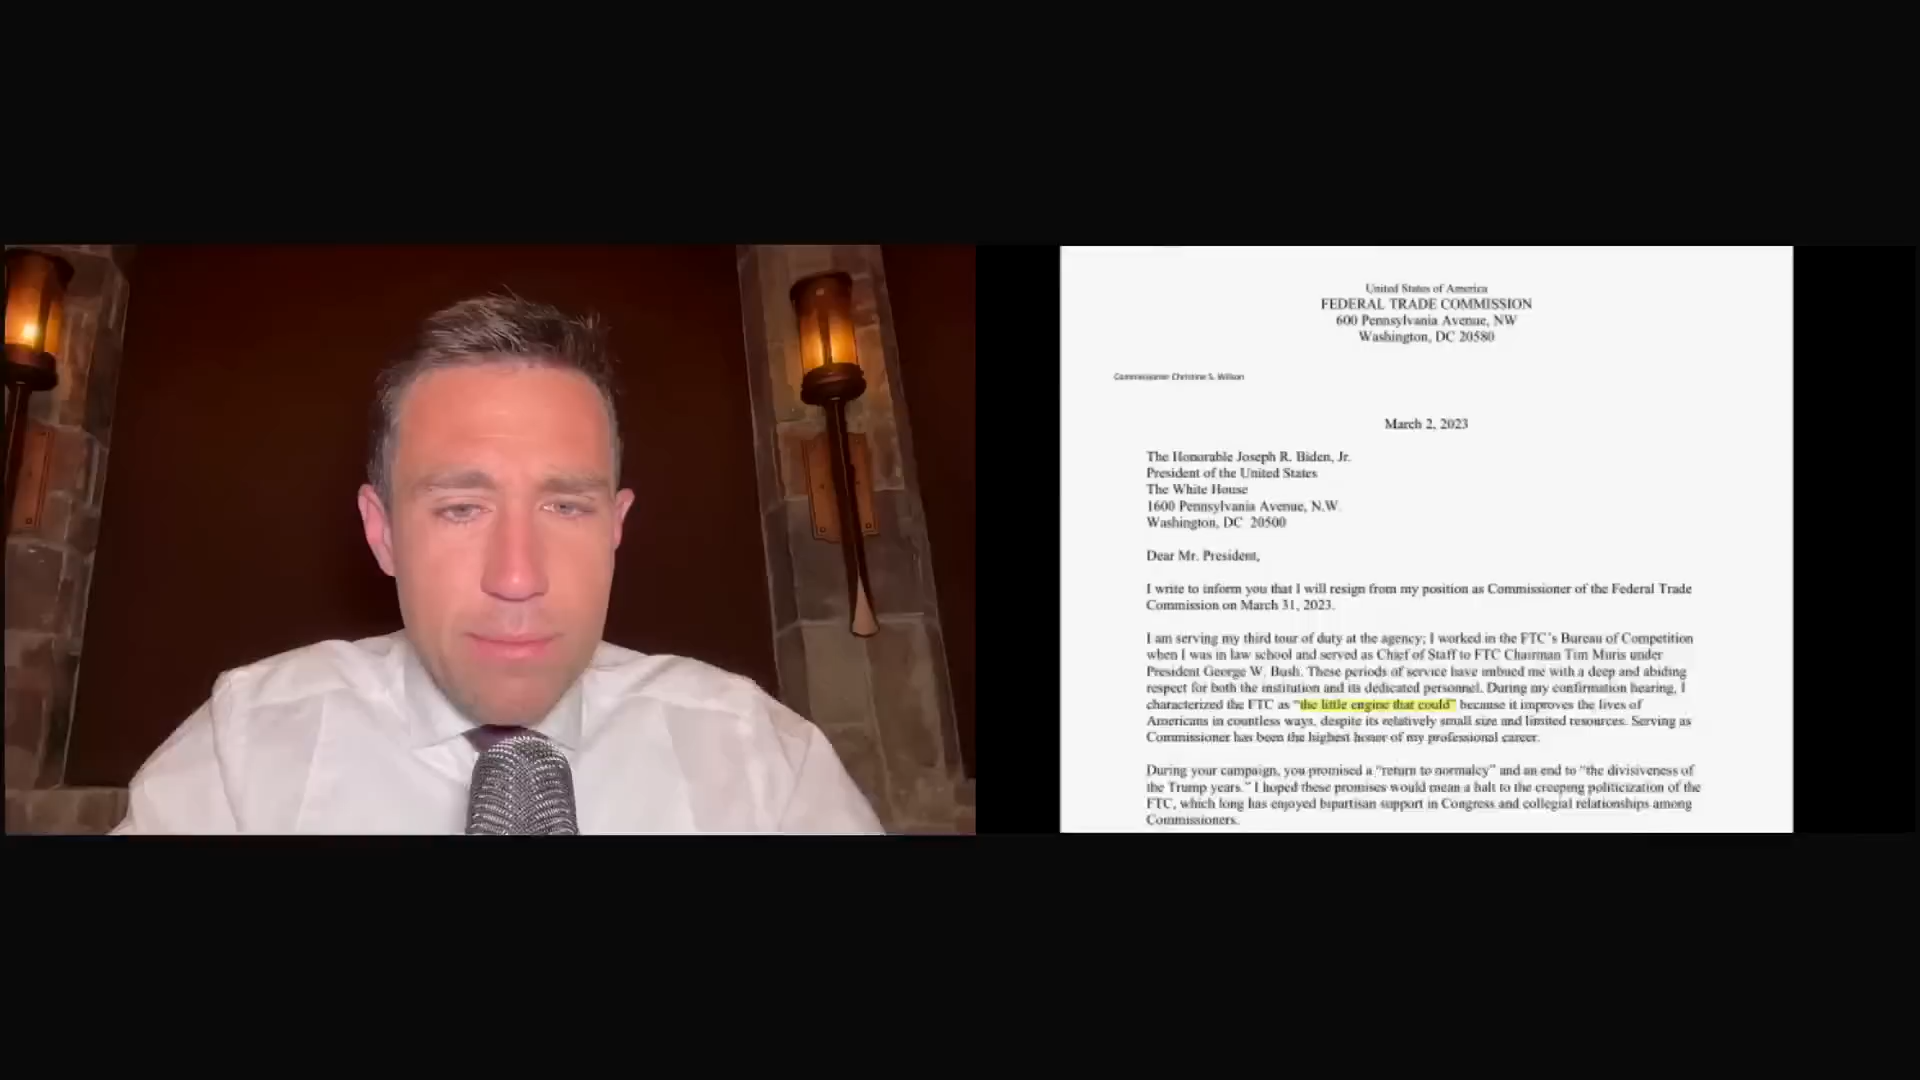 United States of America
FEDERAL TRADE COMMISSION
600 Pennsylvania Avenue, NW
Washington, DC 20580
Commissioner Christine S. Wilson
March 2, 2023
The Honorable Joseph R. Biden, Jr.
President of the United States
The White House
1600 Pennsylvania Avenue, N.W.
Washington, DC 20500
Dear Mr. President,
I write to inform you that I will resign from my position as Commissioner of the Federal Trade
Commission on March 31, 2023.
I am serving my third tour of duty at the agency; I worked in the FTC's Bureau of Competition
when I was in law school and served as Chief of Staff to FTC Chairman Tim Muris under
President George W. Bush. These periods of service have imbued me with a deep and abiding
respect for both the institution and its dedicated personnel. During my confirmation hearing, I
characterized the FTC as “the little engine that could” because it improves the lives of
Americans in countless ways, despite its relatively small size and limited resources. Serving as
Commissioner has been the highest honor of my professional career.
During your campaign, you promised a “return to normalcy” and an end to “the divisiveness of
the Trump years.” I hoped these promises would mean a halt to the creeping politicization of the
FTC, which long has enjoyed bipartisan support in Congress and collegial relationships among
Commissioners.